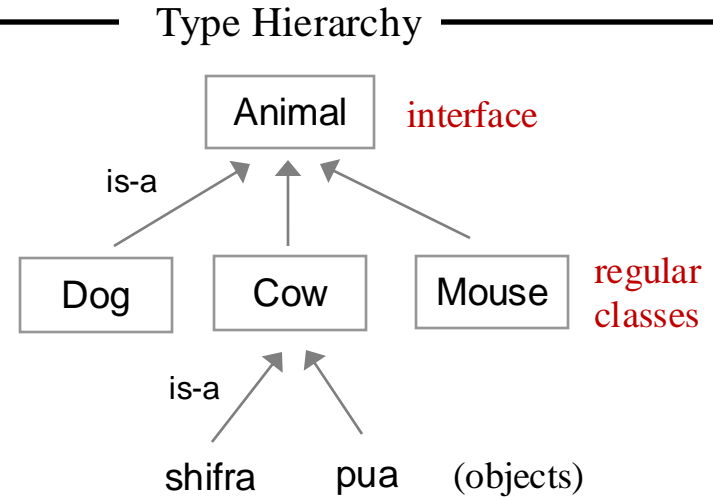 Type Hierarchy
Animal interface
is-a
Dog Cow Mouse regular classes
is-a
shifra pua (objects)